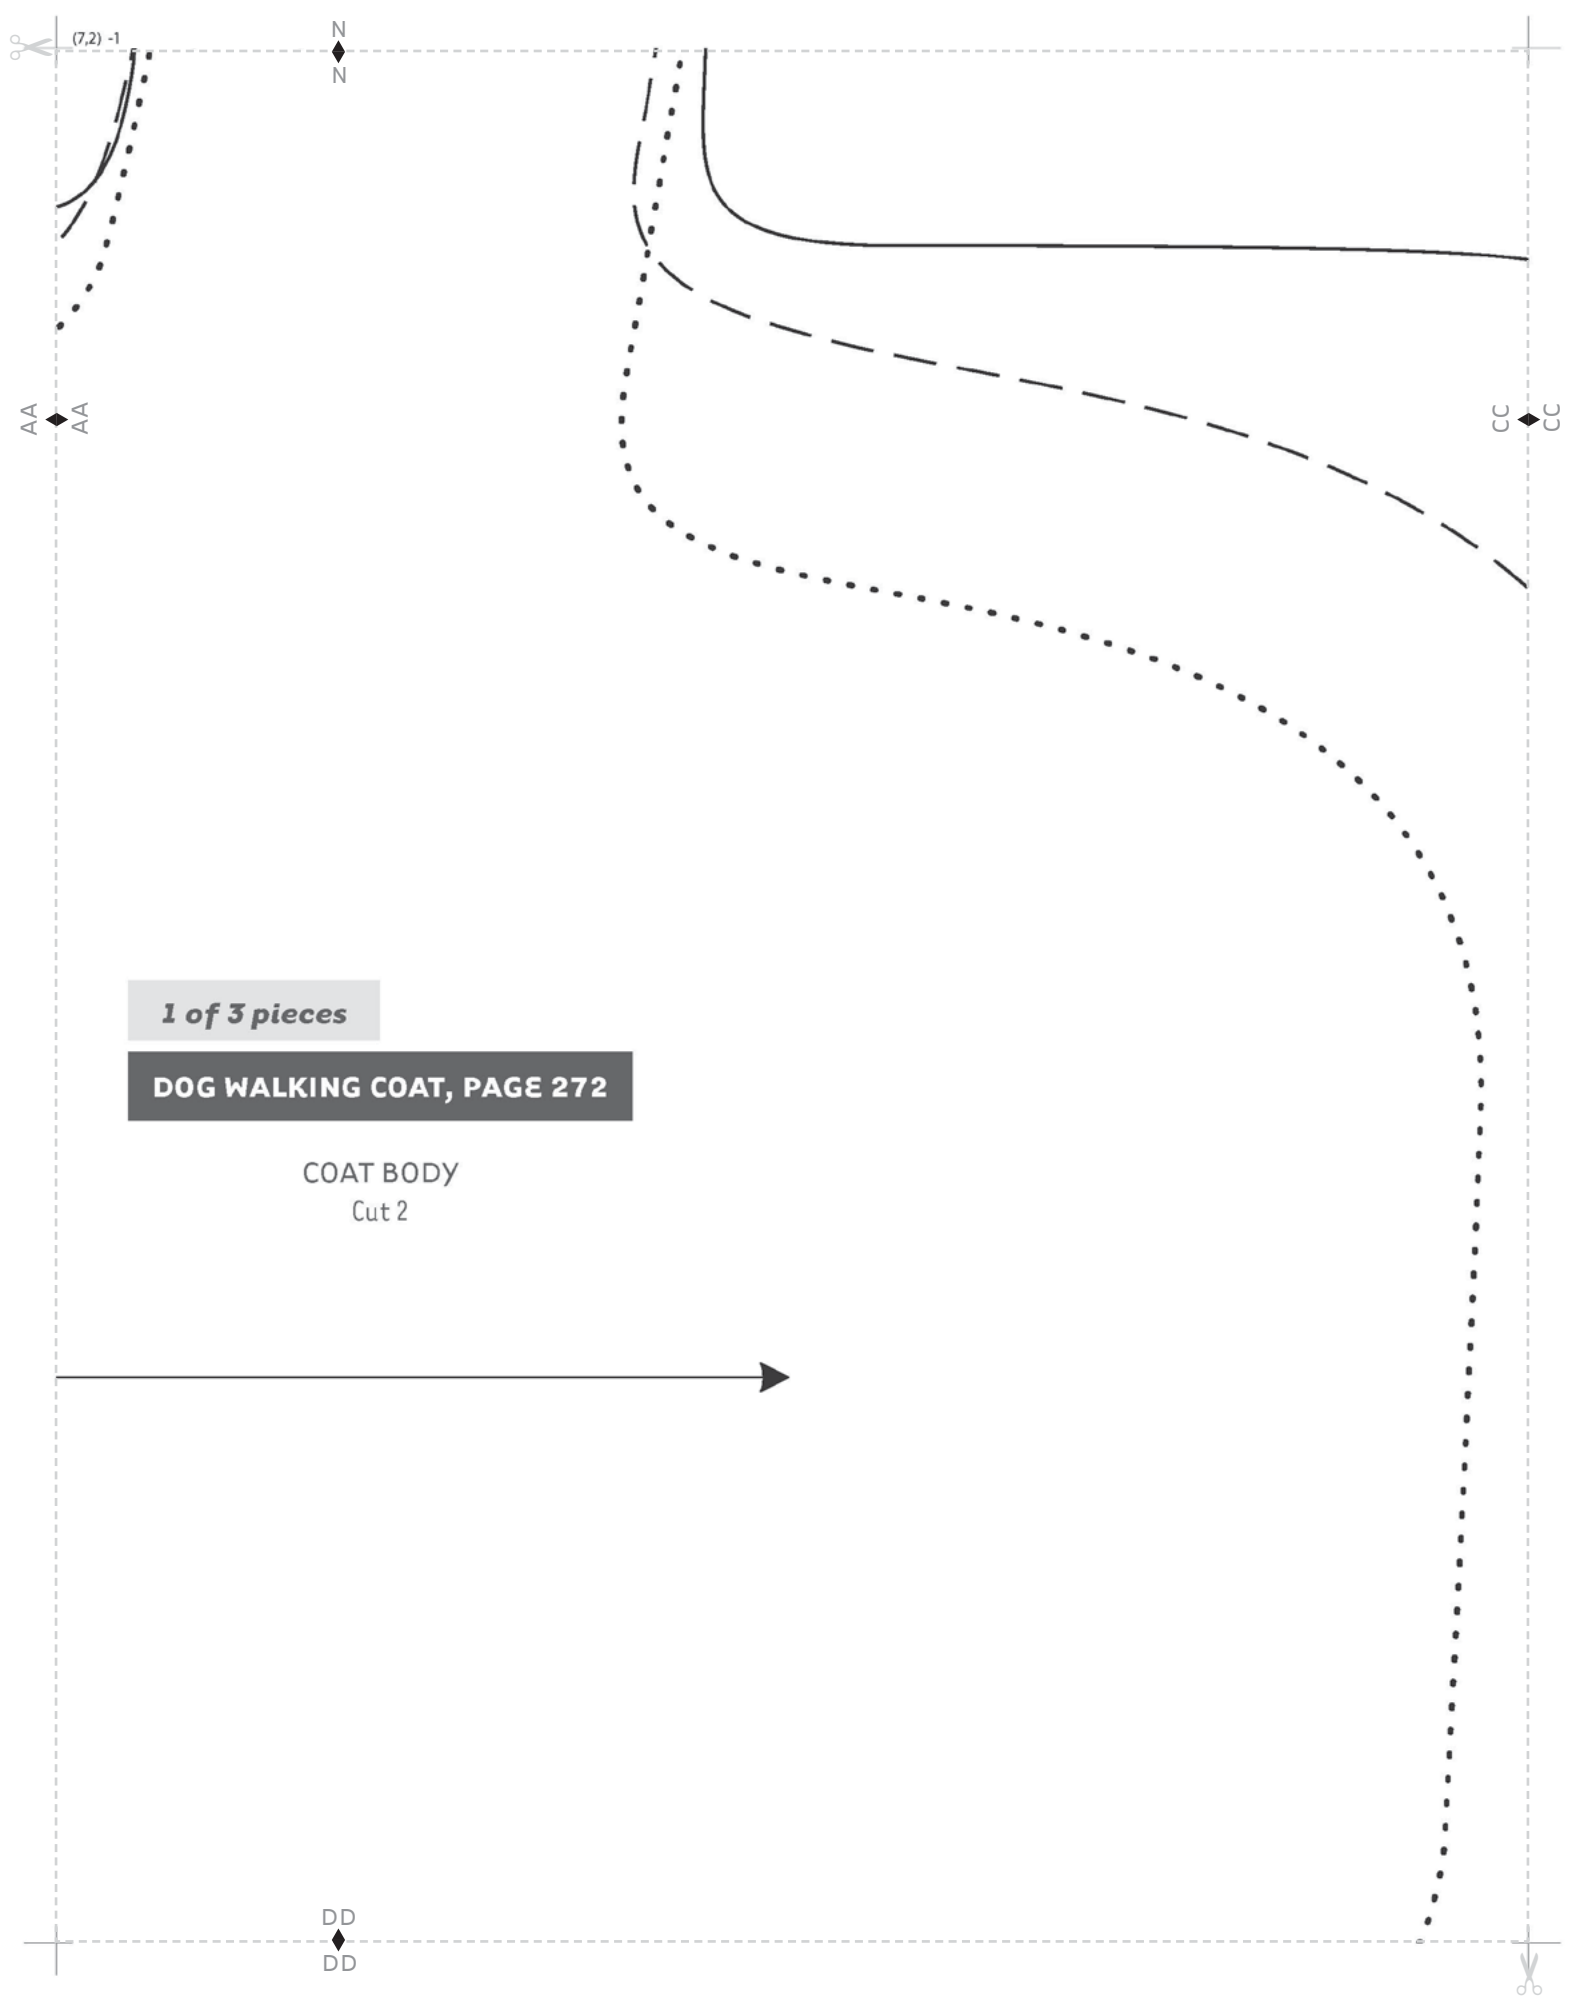 (7,2) -1
N
N
AA
AA
CC
CC
1 of 3 pieces
DOG WALKING COAT, PAGE 272
COAT BODY
Cut 2
DD
DD